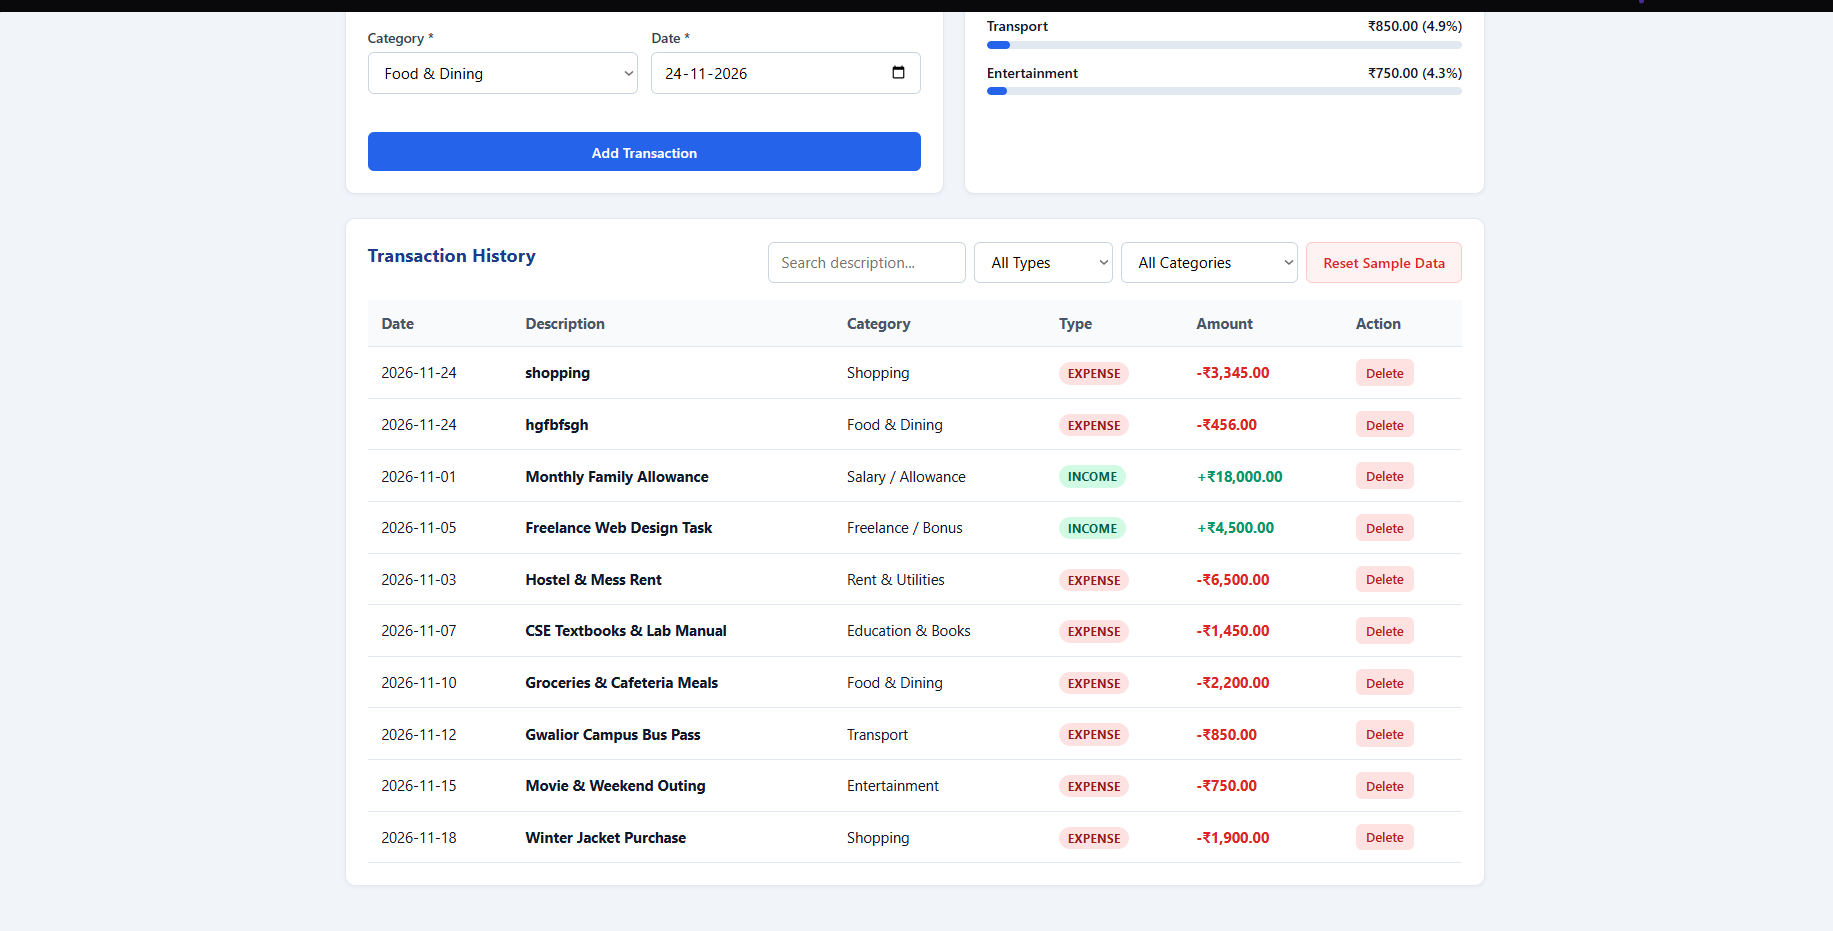 Category *
Date *
Food & Dining
24-11-2026
Add Transaction
Transport ₹850.00 (4.9%)
Entertainment ₹750.00 (4.3%)
Transaction History
Search description...
All Types
All Categories
Reset Sample Data
Date Description Category Type Amount Action
2026-11-24 shopping Shopping EXPENSE -₹3,345.00 Delete
2026-11-24 hgfbfsgh Food & Dining EXPENSE -₹456.00 Delete
2026-11-01 Monthly Family Allowance Salary / Allowance INCOME +₹18,000.00 Delete
2026-11-05 Freelance Web Design Task Freelance / Bonus INCOME +₹4,500.00 Delete
2026-11-03 Hostel & Mess Rent Rent & Utilities EXPENSE -₹6,500.00 Delete
2026-11-07 CSE Textbooks & Lab Manual Education & Books EXPENSE -₹1,450.00 Delete
2026-11-10 Groceries & Cafeteria Meals Food & Dining EXPENSE -₹2,200.00 Delete
2026-11-12 Gwalior Campus Bus Pass Transport EXPENSE -₹850.00 Delete
2026-11-15 Movie & Weekend Outing Entertainment EXPENSE -₹750.00 Delete
2026-11-18 Winter Jacket Purchase Shopping EXPENSE -₹1,900.00 Delete